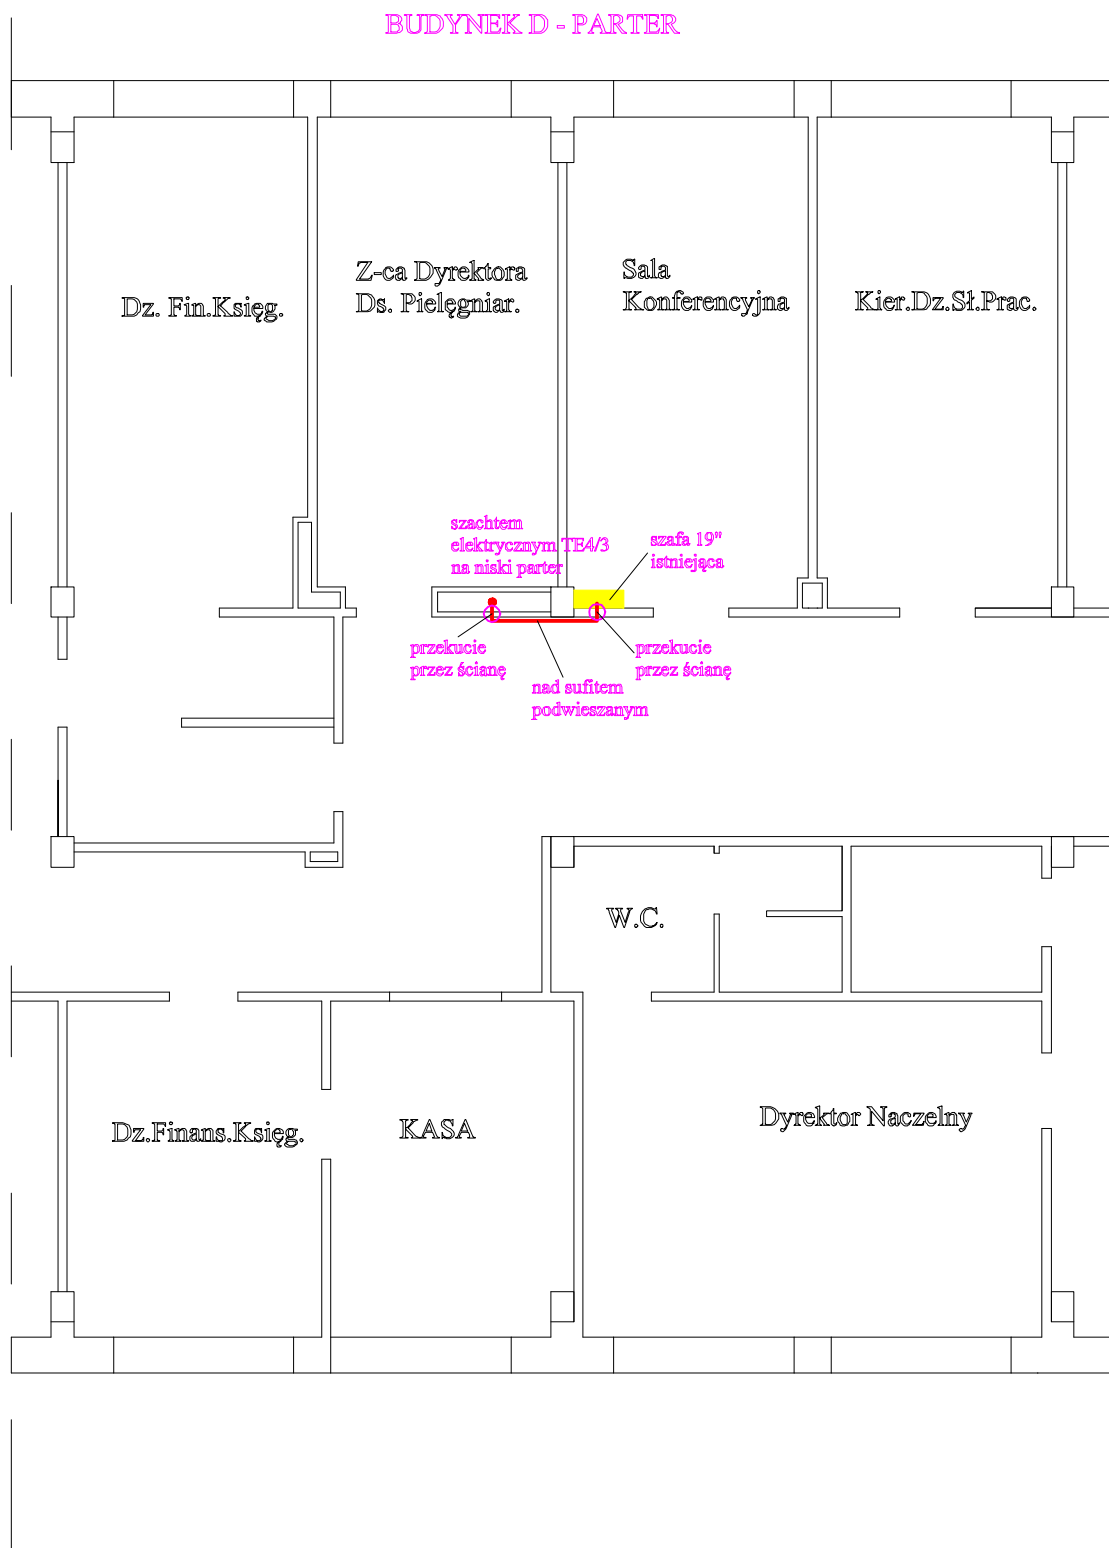 BUDYNEK D - PARTER
Dz. Fin.Księg.
Z-ca Dyrektora
Ds. Pielęgniar.
Sala
Konferencyjna
Kier.Dz.Sł.Prac.
szachtem
elektrycznym TE4/3
na niski parter
szafa 19"
istniejąca
przekucie
przez ścianę
przekucie
przez ścianę
nad sufitem
podwieszanym
W.C.
Dz.Finans.Księg.
KASA
Dyrektor Naczelny